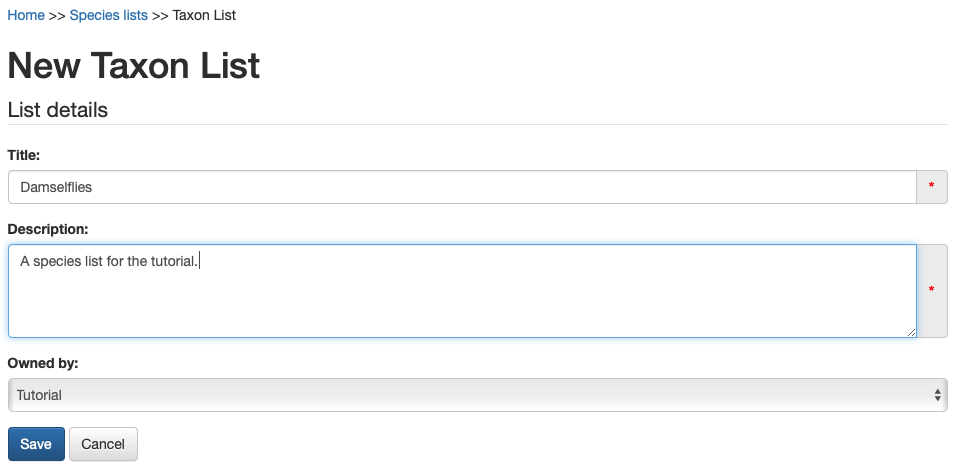 Home >> Species lists >> Taxon List
New Taxon List
List details
Title:
Damselflies
*
Description:
A species list for the tutorial.
*
Owned by:
Tutorial
Save Cancel